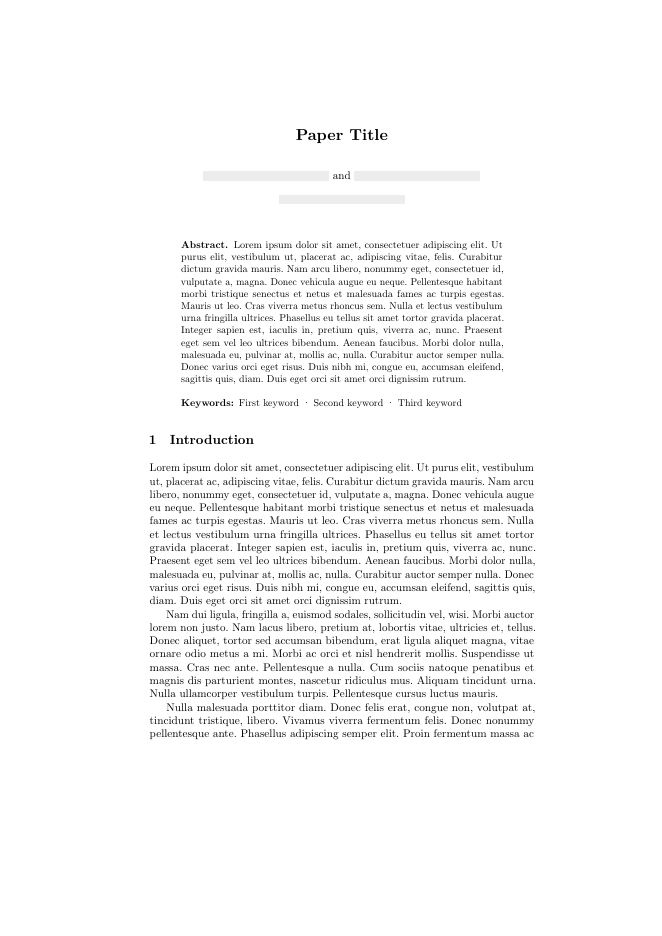 Paper Title
and
Abstract. Lorem ipsum dolor sit amet, consectetuer adipiscing elit. Ut
purus elit, vestibulum ut, placerat ac, adipiscing vitae, felis. Curabitur
dictum gravida mauris. Nam arcu libero, nonummy eget, consectetuer id,
vulputate a, magna. Donec vehicula augue eu neque. Pellentesque habitant
morbi tristique senectus et netus et malesuada fames ac turpis egestas.
Mauris ut leo. Cras viverra metus rhoncus sem. Nulla et lectus vestibulum
urna fringilla ultrices. Phasellus eu tellus sit amet tortor gravida placerat.
Integer sapien est, iaculis in, pretium quis, viverra ac, nunc. Praesent
eget sem vel leo ultrices bibendum. Aenean faucibus. Morbi dolor nulla,
malesuada eu, pulvinar at, mollis ac, nulla. Curabitur auctor semper nulla.
Donec varius orci eget risus. Duis nibh mi, congue eu, accumsan eleifend,
sagittis quis, diam. Duis eget orci sit amet orci dignissim rutrum.
Keywords: First keyword · Second keyword · Third keyword
1 Introduction
Lorem ipsum dolor sit amet, consectetuer adipiscing elit. Ut purus elit, vestibulum
ut, placerat ac, adipiscing vitae, felis. Curabitur dictum gravida mauris. Nam arcu
libero, nonummy eget, consectetuer id, vulputate a, magna. Donec vehicula augue
eu neque. Pellentesque habitant morbi tristique senectus et netus et malesuada
fames ac turpis egestas. Mauris ut leo. Cras viverra metus rhoncus sem. Nulla
et lectus vestibulum urna fringilla ultrices. Phasellus eu tellus sit amet tortor
gravida placerat. Integer sapien est, iaculis in, pretium quis, viverra ac, nunc.
Praesent eget sem vel leo ultrices bibendum. Aenean faucibus. Morbi dolor nulla,
malesuada eu, pulvinar at, mollis ac, nulla. Curabitur auctor semper nulla. Donec
varius orci eget risus. Duis nibh mi, congue eu, accumsan eleifend, sagittis quis,
diam. Duis eget orci sit amet orci dignissim rutrum.
Nam dui ligula, fringilla a, euismod sodales, sollicitudin vel, wisi. Morbi auctor
lorem non justo. Nam lacus libero, pretium at, lobortis vitae, ultricies et, tellus.
Donec aliquet, tortor sed accumsan bibendum, erat ligula aliquet magna, vitae
ornare odio metus a mi. Morbi ac orci et nisl hendrerit mollis. Suspendisse ut
massa. Cras nec ante. Pellentesque a nulla. Cum sociis natoque penatibus et
magnis dis parturient montes, nascetur ridiculus mus. Aliquam tincidunt urna.
Nulla ullamcorper vestibulum turpis. Pellentesque cursus luctus mauris.
Nulla malesuada porttitor diam. Donec felis erat, congue non, volutpat at,
tincidunt tristique, libero. Vivamus viverra fermentum felis. Donec nonummy
pellentesque ante. Phasellus adipiscing semper elit. Proin fermentum massa ac